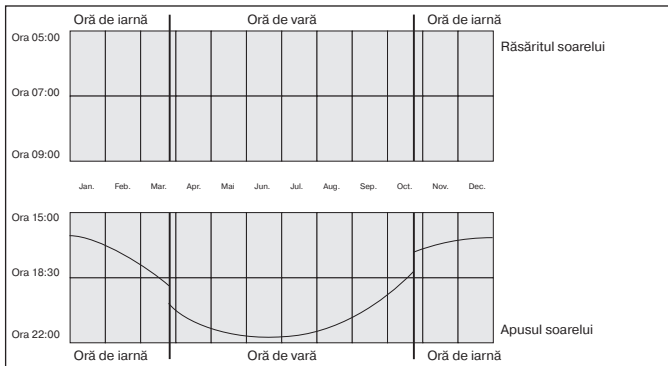 Oră de iarnă Oră de vară Oră de iarnă
Ora 05:00
Răsăritul soarelui
Ora 07:00
Ora 09:00
Jan. Feb. Mar. Apr. Mai Jun. Jul. Aug. Sep. Oct. Nov. Dec.
Ora 15:00
Ora 18:30
Ora 22:00
Apusul soarelui
Oră de iarnă Oră de vară Oră de iarnă